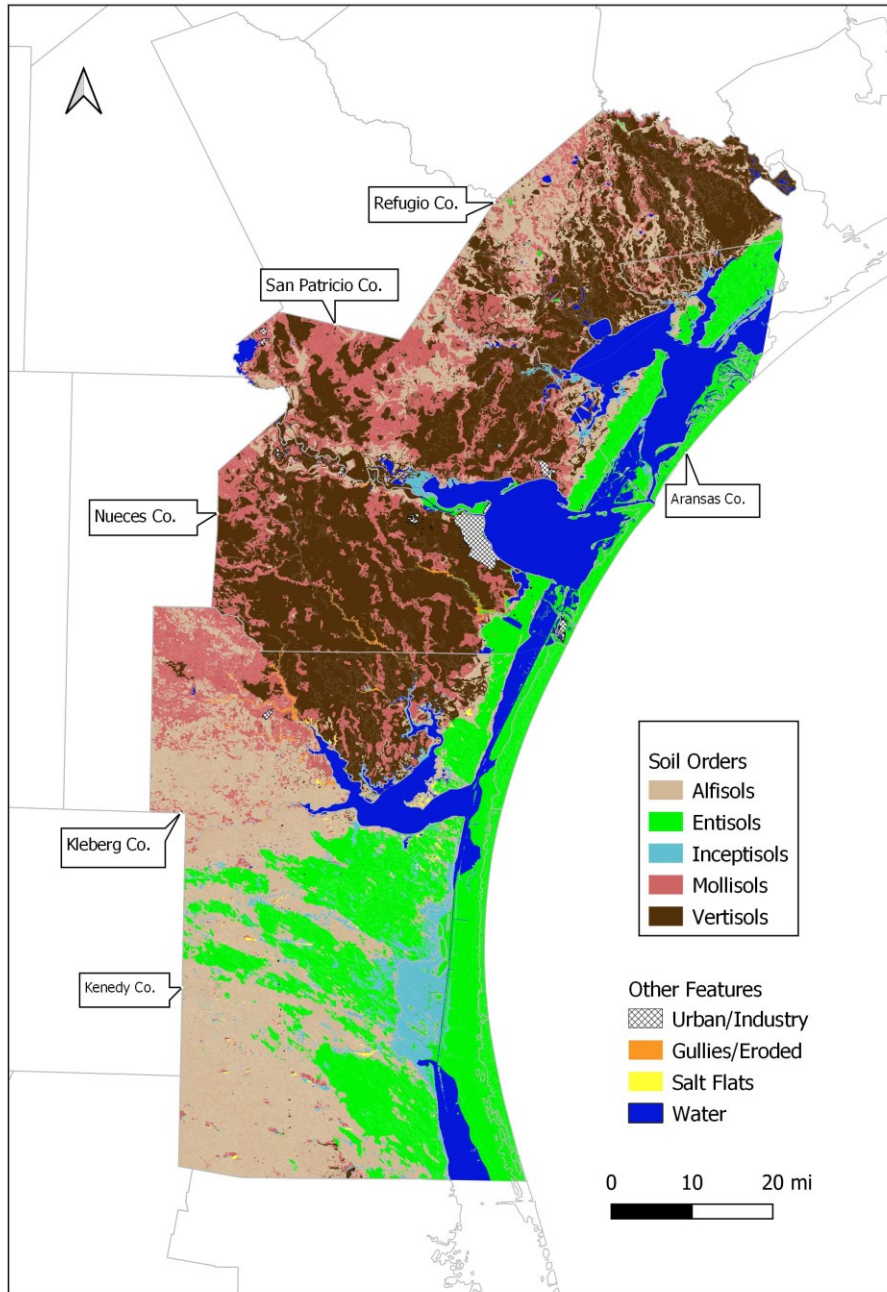 Refugio Co.
San Patricio Co.
Nueces Co.
Aransas Co.
Kleberg Co.
Kenedy Co.
Soil Orders
Alfisols
Entisols
Inceptisols
Mollisols
Vertisols
Other Features
Urban/Industry
Gullies/Eroded
Salt Flats
Water
0 10 20 mi